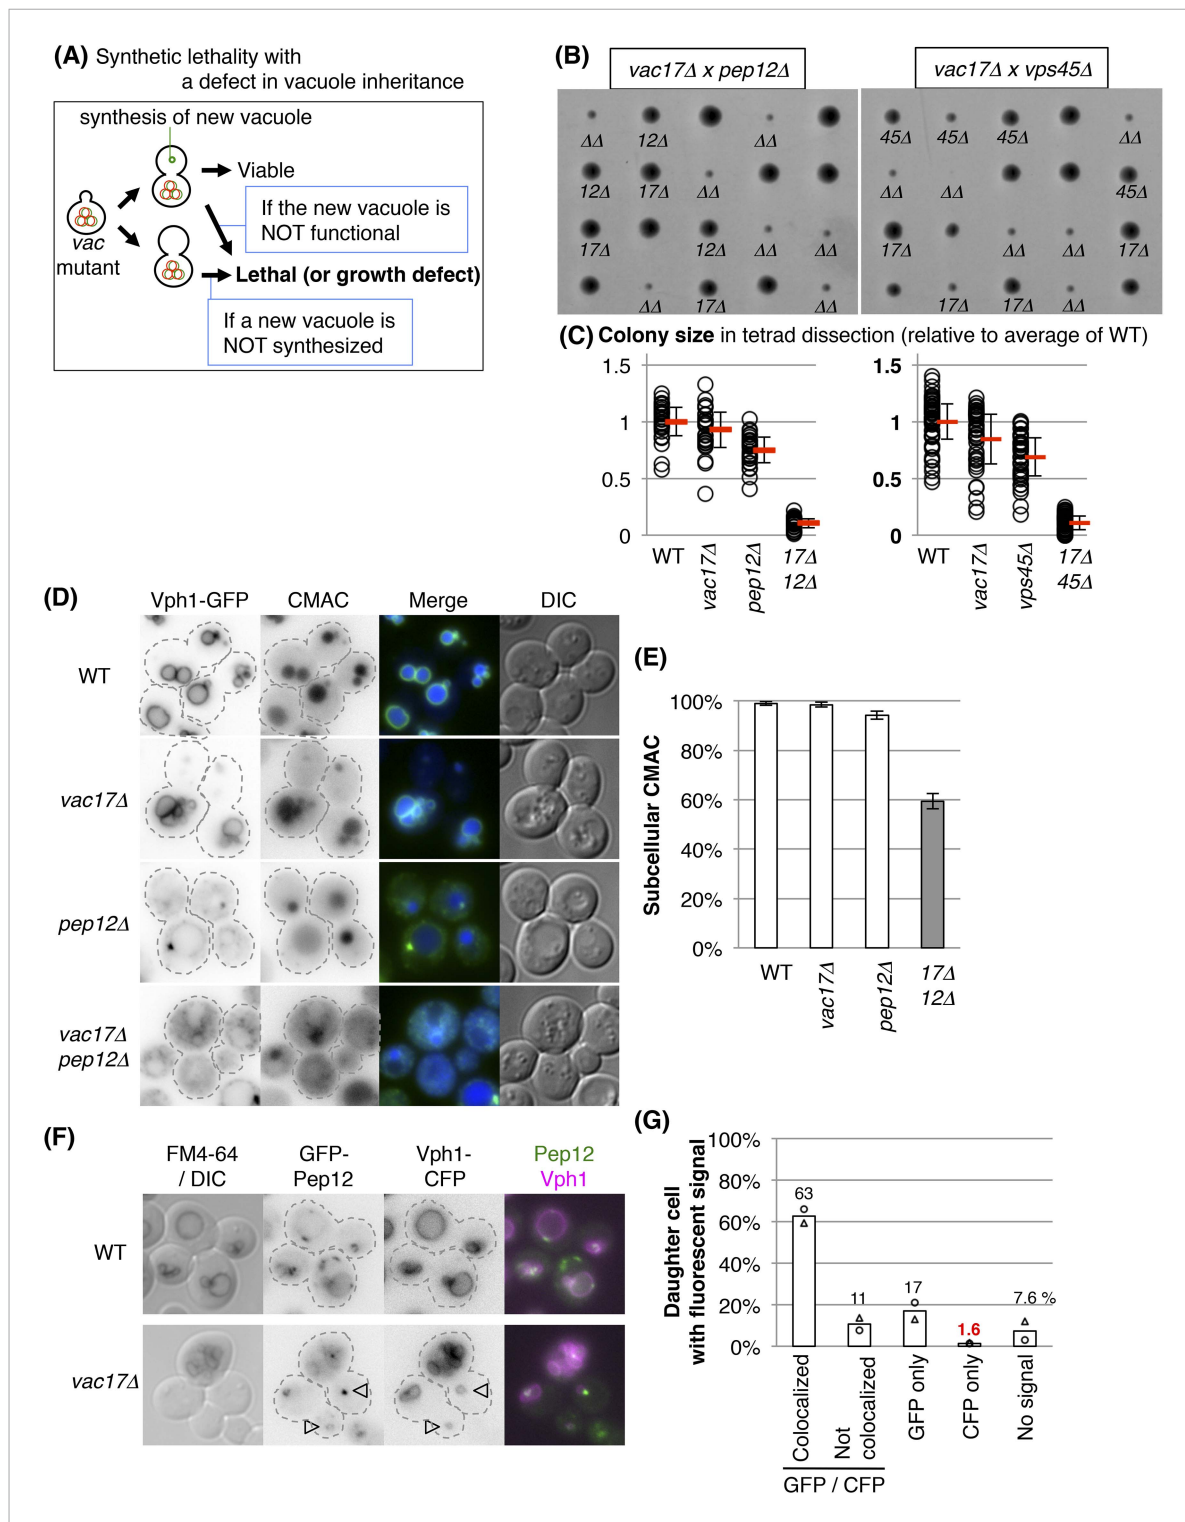 (A) Synthetic lethality with
a defect in vacuole inheritance
synthesis of new vacuole
Viable
If the new vacuole is
NOT functional
vac
mutant
Lethal (or growth defect)
If a new vacuole is
NOT synthesized
(B)
vac17Δ x pep12Δ
vac17Δ x vps45Δ
ΔΔ 12Δ ΔΔ
45Δ 45Δ 45Δ ΔΔ
12Δ 17Δ ΔΔ
ΔΔ ΔΔ 45Δ
17Δ 12Δ ΔΔ ΔΔ
17Δ ΔΔ ΔΔ 17Δ
ΔΔ 17Δ ΔΔ
17Δ 17Δ ΔΔ
(C) Colony size in tetrad dissection (relative to average of WT)
1.5
1
0.5
0
WT
vac17Δ
pep12Δ
17Δ
12Δ
1.5
1
0.5
0
WT
vac17Δ
vps45Δ
17Δ
45Δ
(D)
Vph1-GFP CMAC Merge DIC
WT
vac17Δ
pep12Δ
vac17Δ
pep12Δ
(E)
Subcellular CMAC
100%
80%
60%
40%
20%
0%
WT
vac17Δ
pep12Δ
17Δ
12Δ
(F)
FM4-64
/ DIC
GFP-
Pep12
Vph1-
CFP
Pep12
Vph1
WT
vac17Δ
(G)
Daughter cell
with fluorescent signal
100%
80%
60%
40%
20%
0%
63
11
17
1.6
7.6 %
Colocalized
Not
colocalized
GFP only
CFP only
No signal
GFP / CFP